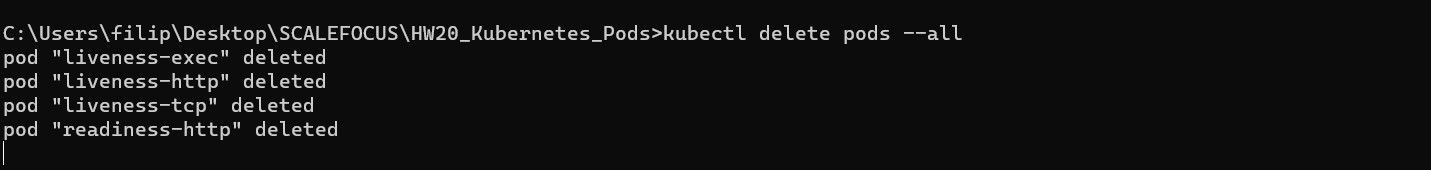 C:\Users\filip\Desktop\SCALEFOCUS\HW20_Kubernetes_Pods>kubectl delete pods --all
pod "liveness-exec" deleted
pod "liveness-http" deleted
pod "liveness-tcp" deleted
pod "readiness-http" deleted